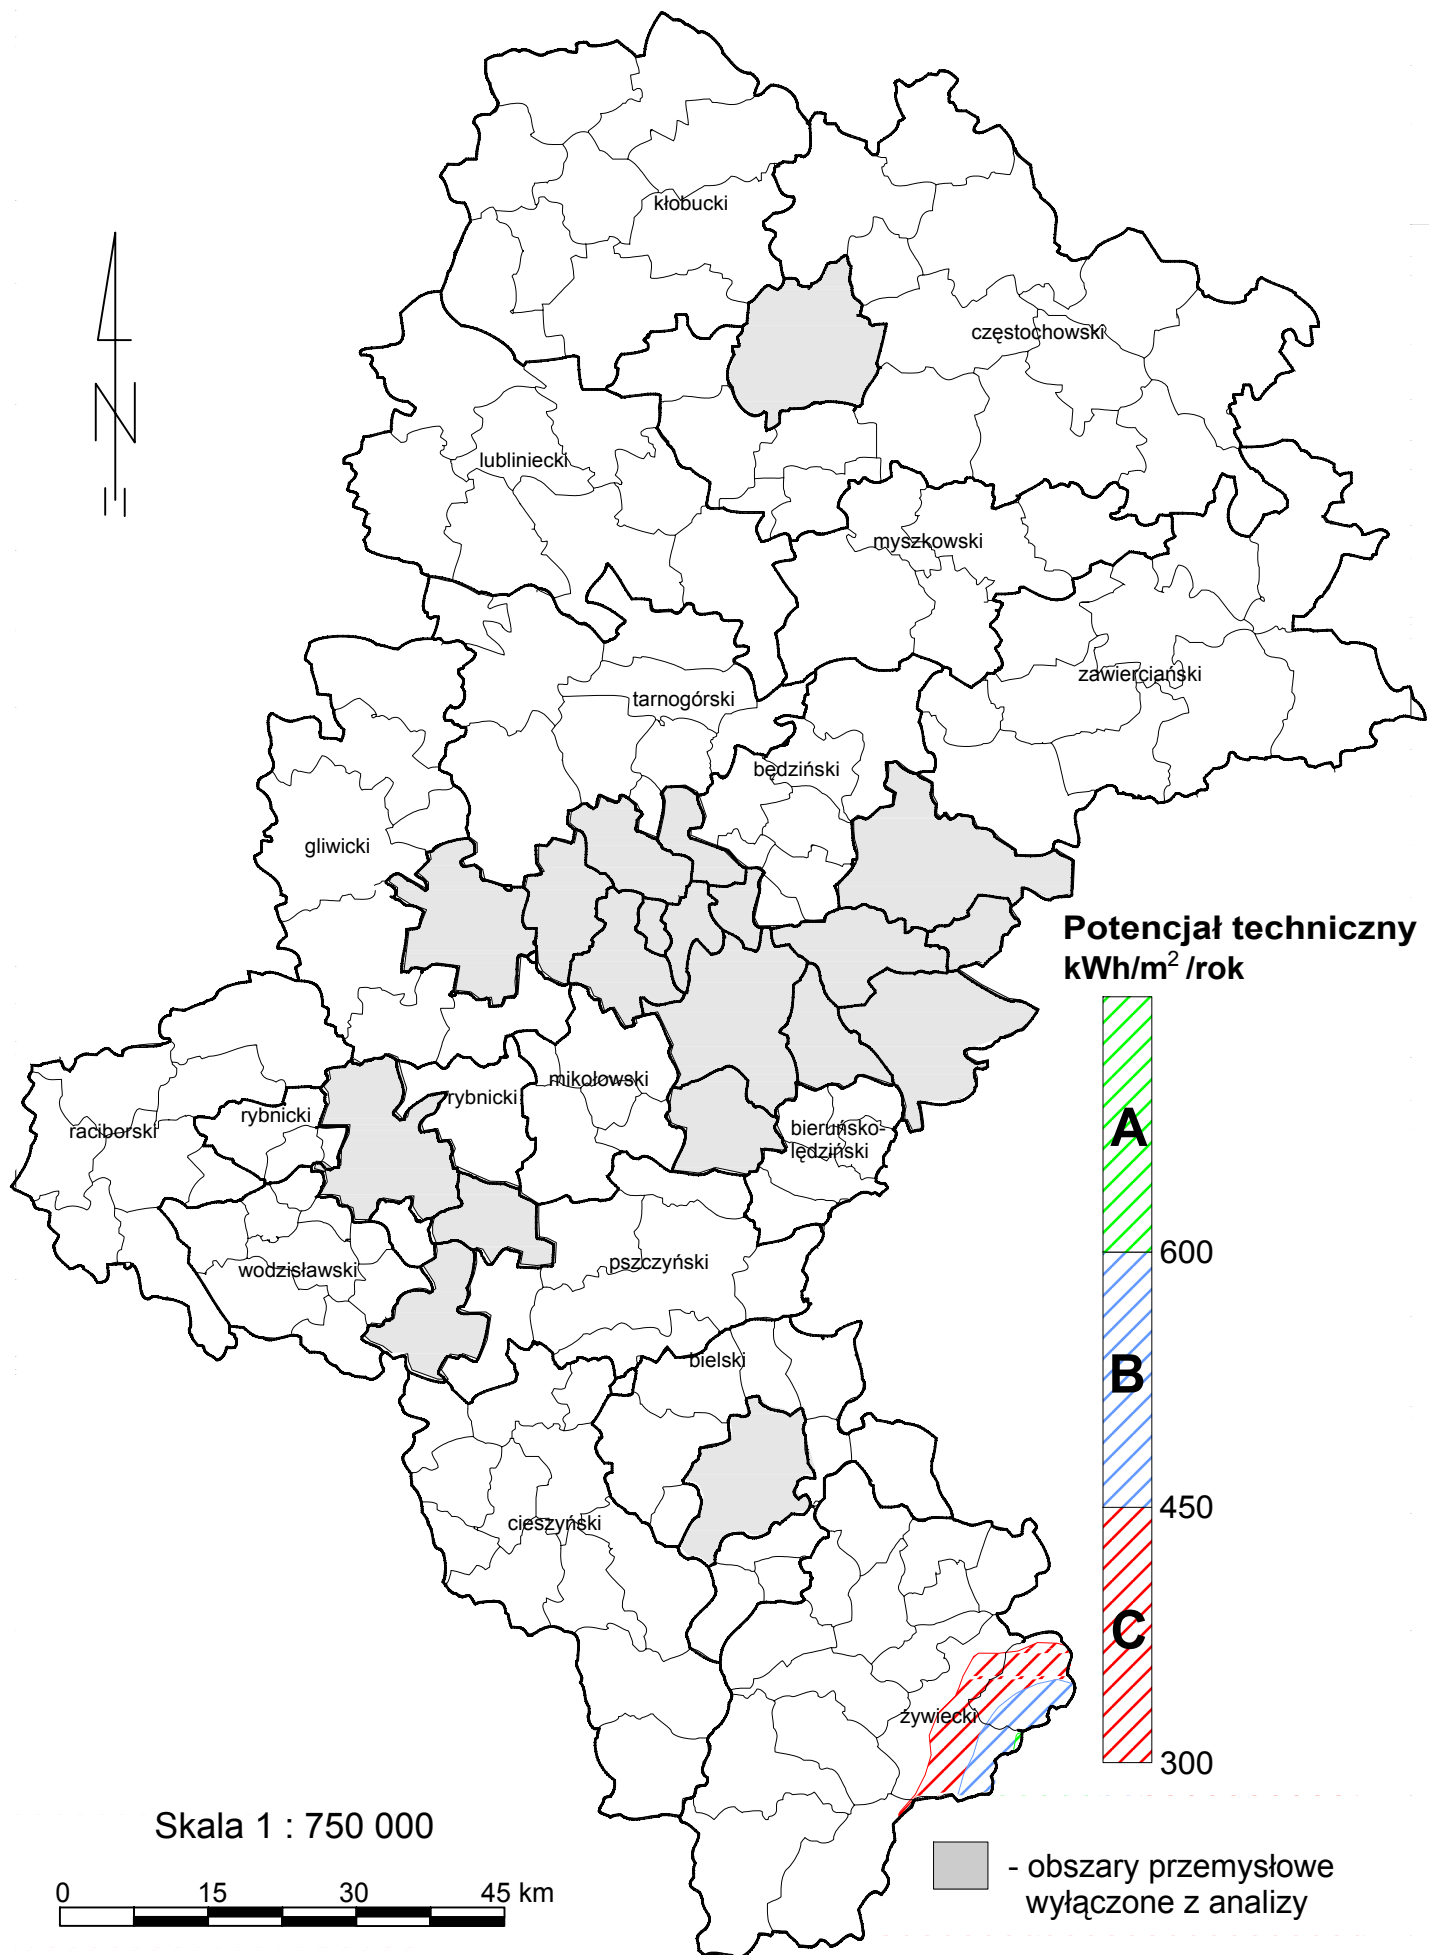 kłobucki
częstochowski
lubliniecki
myszkowski
zawierciański
tarnogórski
będziński
gliwicki
Potencjał techniczny
kWh/m² /rok
mikołowski
rybnicki
rybnicki
raciborski
bieruńsko-
lędziński
A
600
pszczyński
wodzisławski
bielski
B
450
cieszyński
C
żywiecki
300
N
Skala 1 : 750 000
0 15 30 45 km
- obszary przemysłowe
wyłączone z analizy